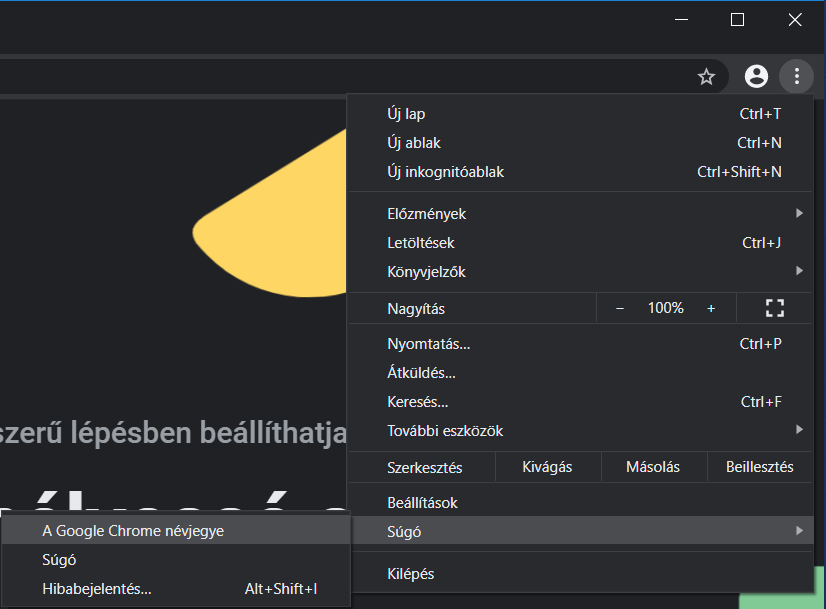 Új lap Ctrl+T
Új ablak Ctrl+N
Új inkognitóablak Ctrl+Shift+N
Előzmények
Letöltések Ctrl+J
Könyvjelzők
Nagyítás − 100% +
Nyomtatás... Ctrl+P
Átküldés...
Keresés... Ctrl+F
További eszközök
szerű lépésben beállíthatja
Szerkesztés Kivágás Másolás Beillesztés
Beállítások
Súgó
Kilépés
A Google Chrome névjegye
Súgó
Hibabejelentés... Alt+Shift+I